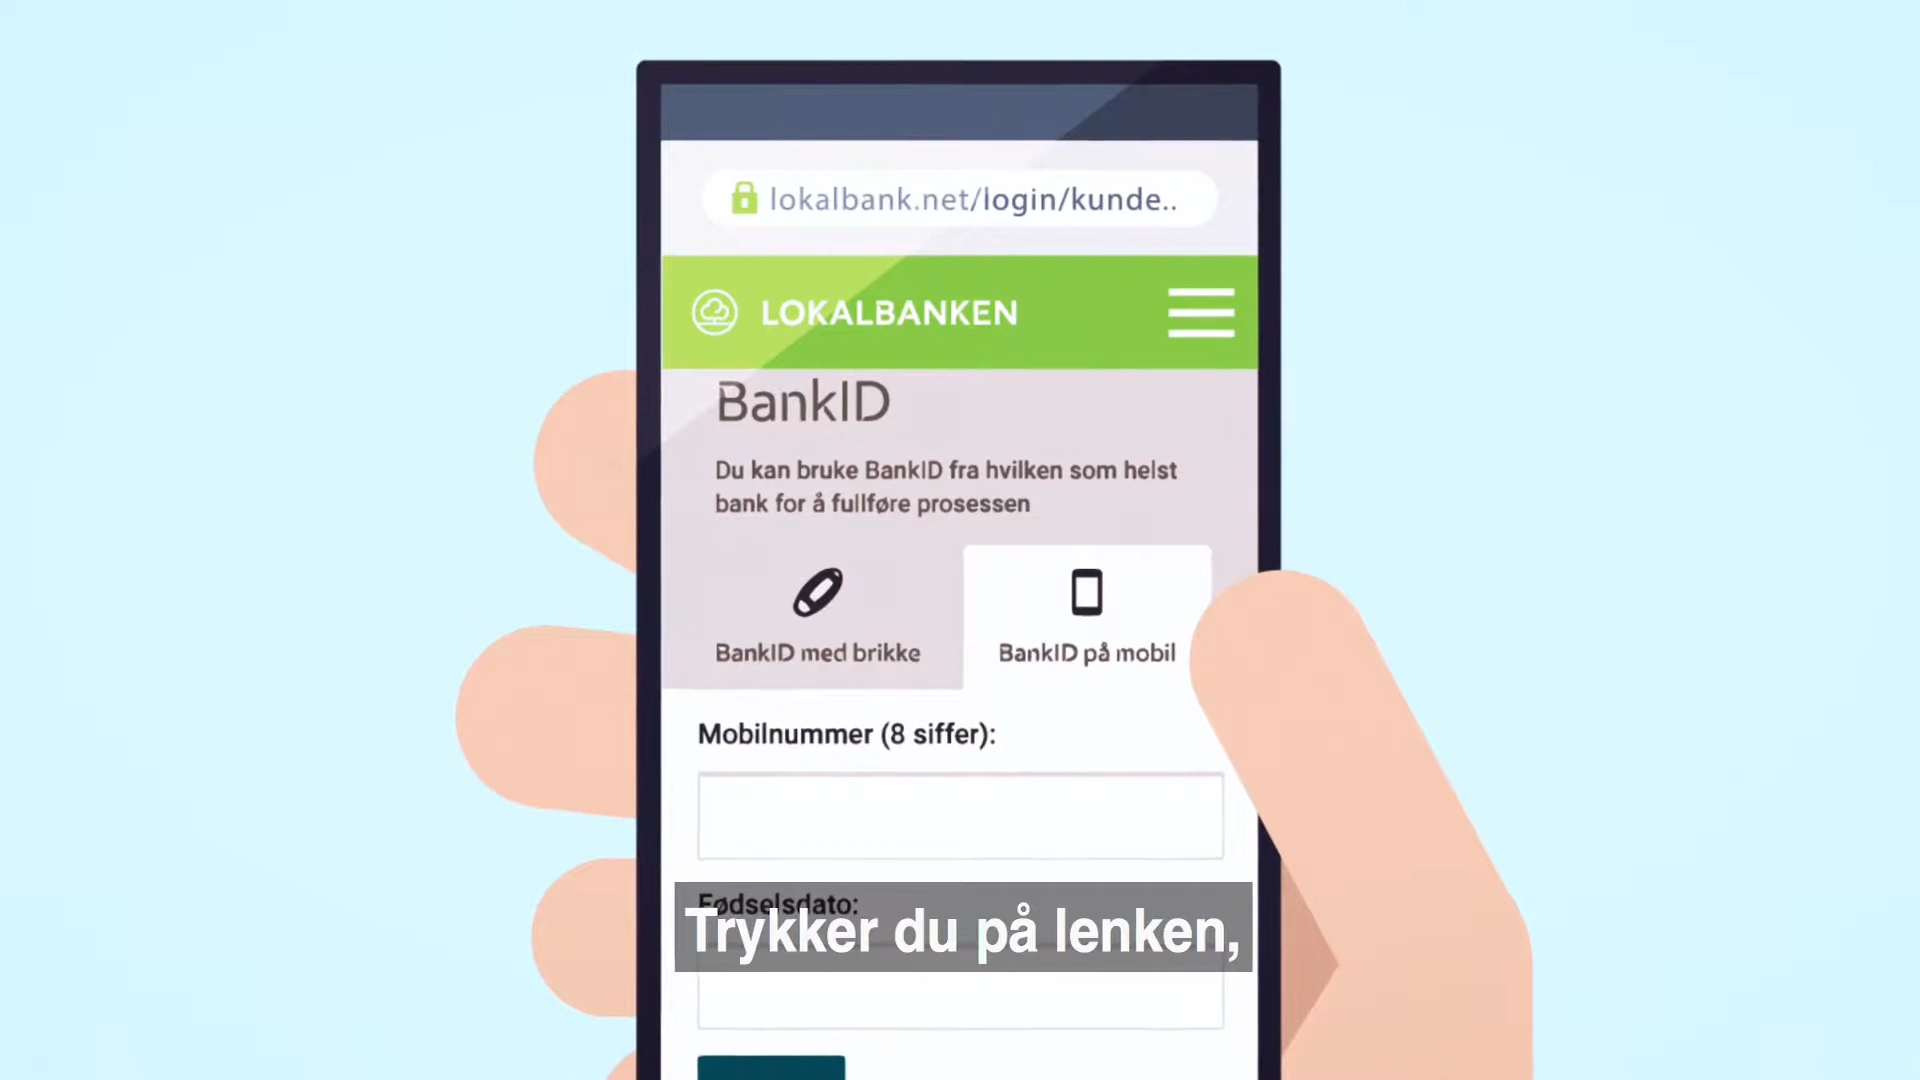 lokalbank.net/login/kunde..
LOKALBANKEN
BankID
Du kan bruke BankID fra hvilken som helst
bank for å fullføre prosessen
BankID med brikke
BankID på mobil
Mobilnummer (8 siffer):
Fødselsdato:
Trykker du på lenken,